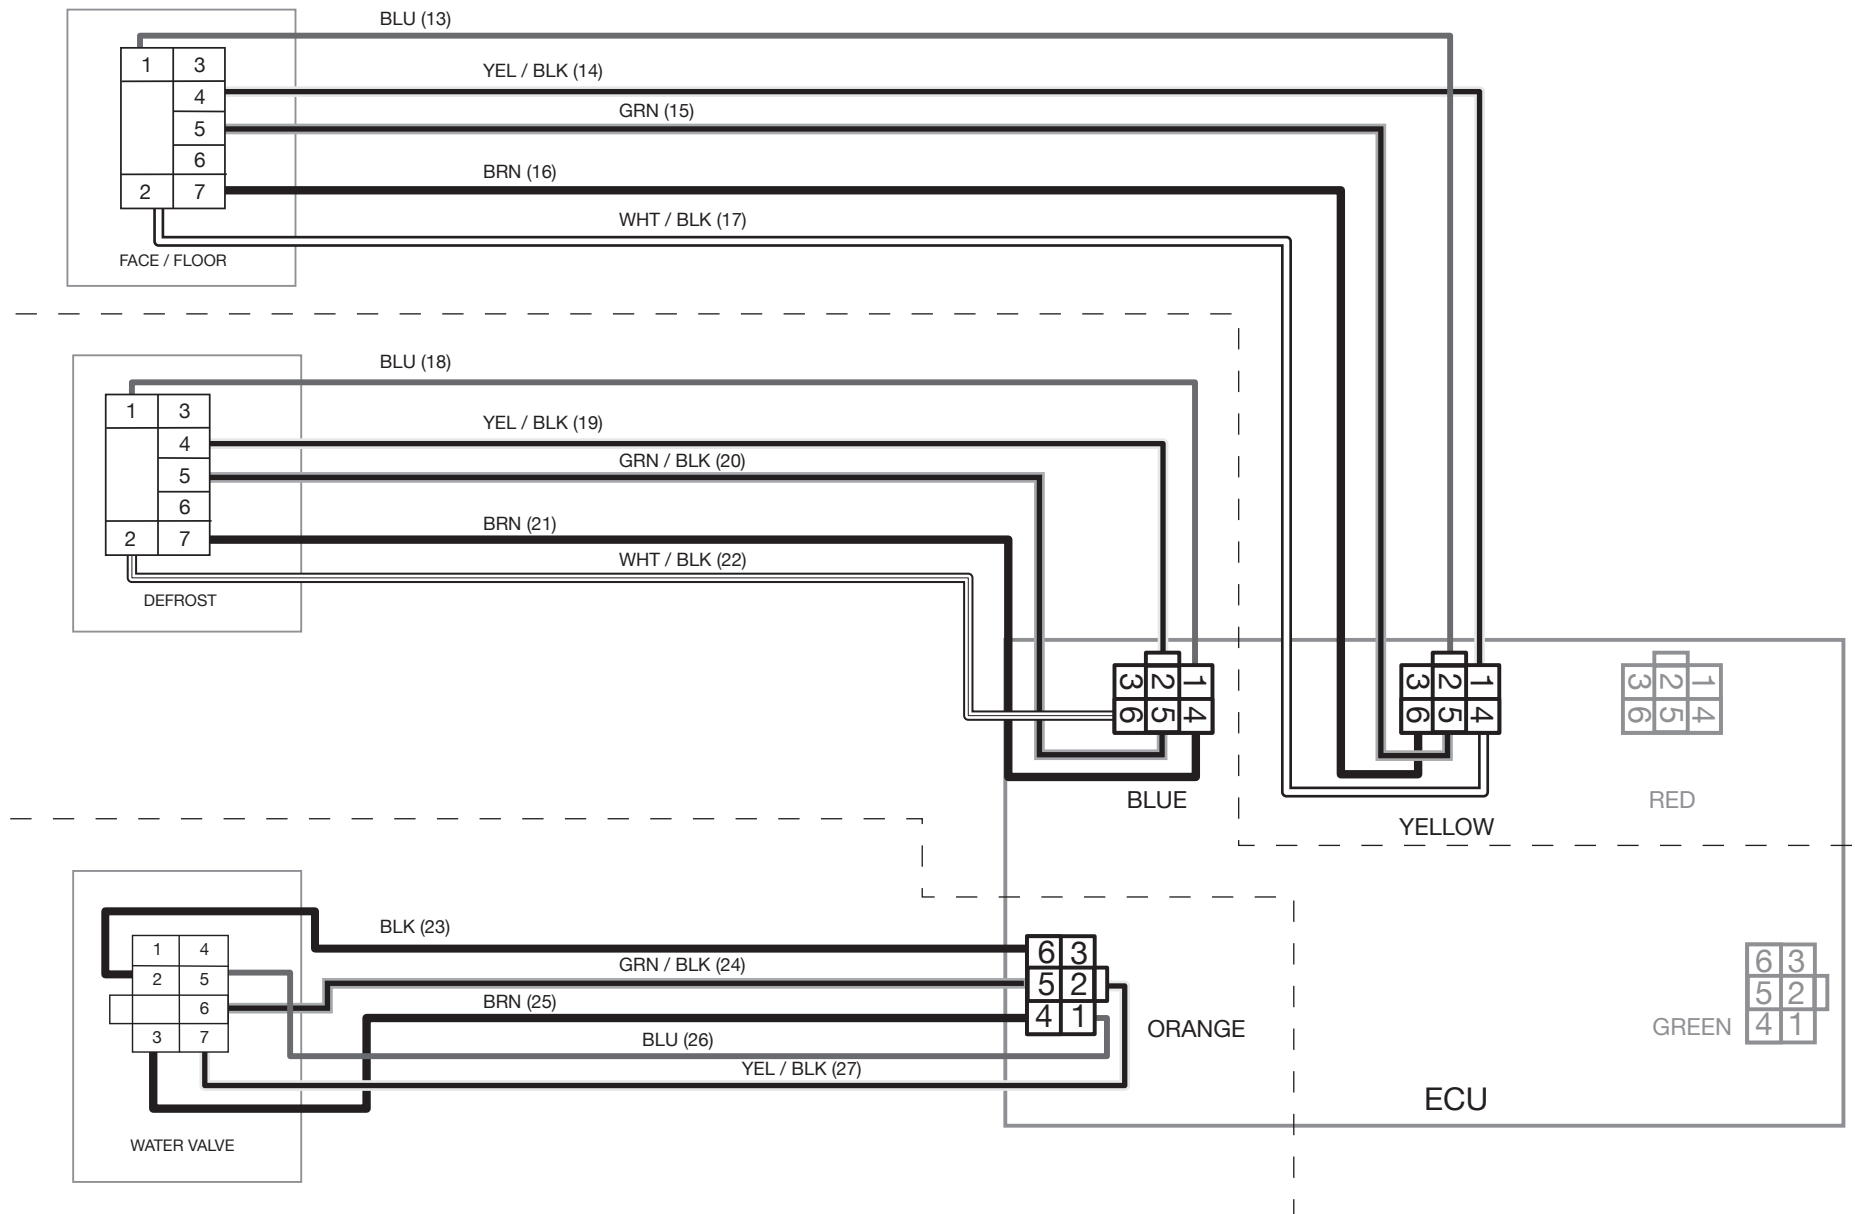 BLU (13)
1 3
YEL / BLK (14)
4
GRN (15)
5
6
BRN (16)
2 7
WHT / BLK (17)
FACE / FLOOR
BLU (18)
1 3
YEL / BLK (19)
4
GRN / BLK (20)
5
6
BRN (21)
2 7
WHT / BLK (22)
DEFROST
3 2 1
6 5 4
BLUE
3 2 1
6 5 4
YELLOW
3 2 1
6 5 4
RED
BLK (23)
1 4
2 5
6
3 7
GRN / BLK (24)
BRN (25)
BLU (26)
YEL / BLK (27)
WATER VALVE
6 3
5 2
4 1
ORANGE
6 3
5 2
4 1
GREEN
ECU